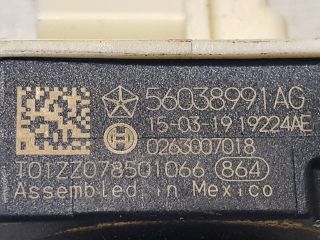 56038991AG
15-03-19 19224AE
0263007018
T01ZZ078501066 864
Assembled in Mexico